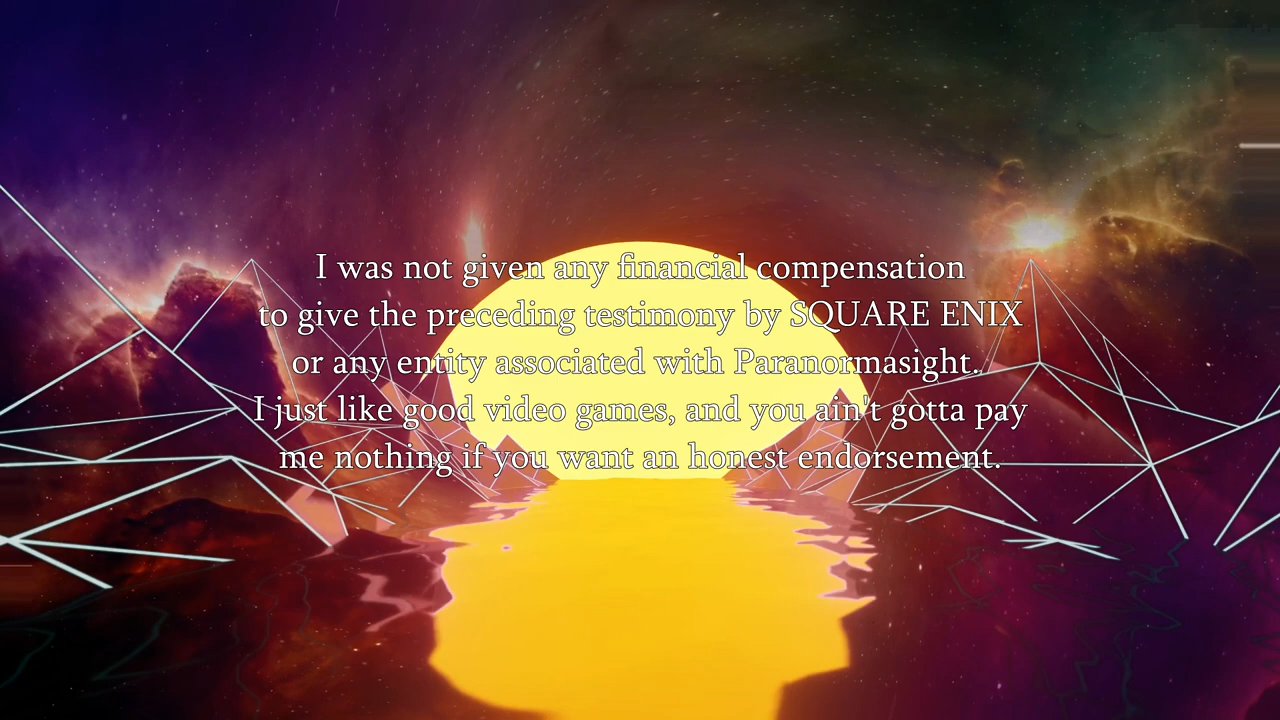 I was not given any financial compensation
to give the preceding testimony by SQUARE ENIX
or any entity associated with Paranormasight.
I just like good video games, and you ain't gotta pay
me nothing if you want an honest endorsement.